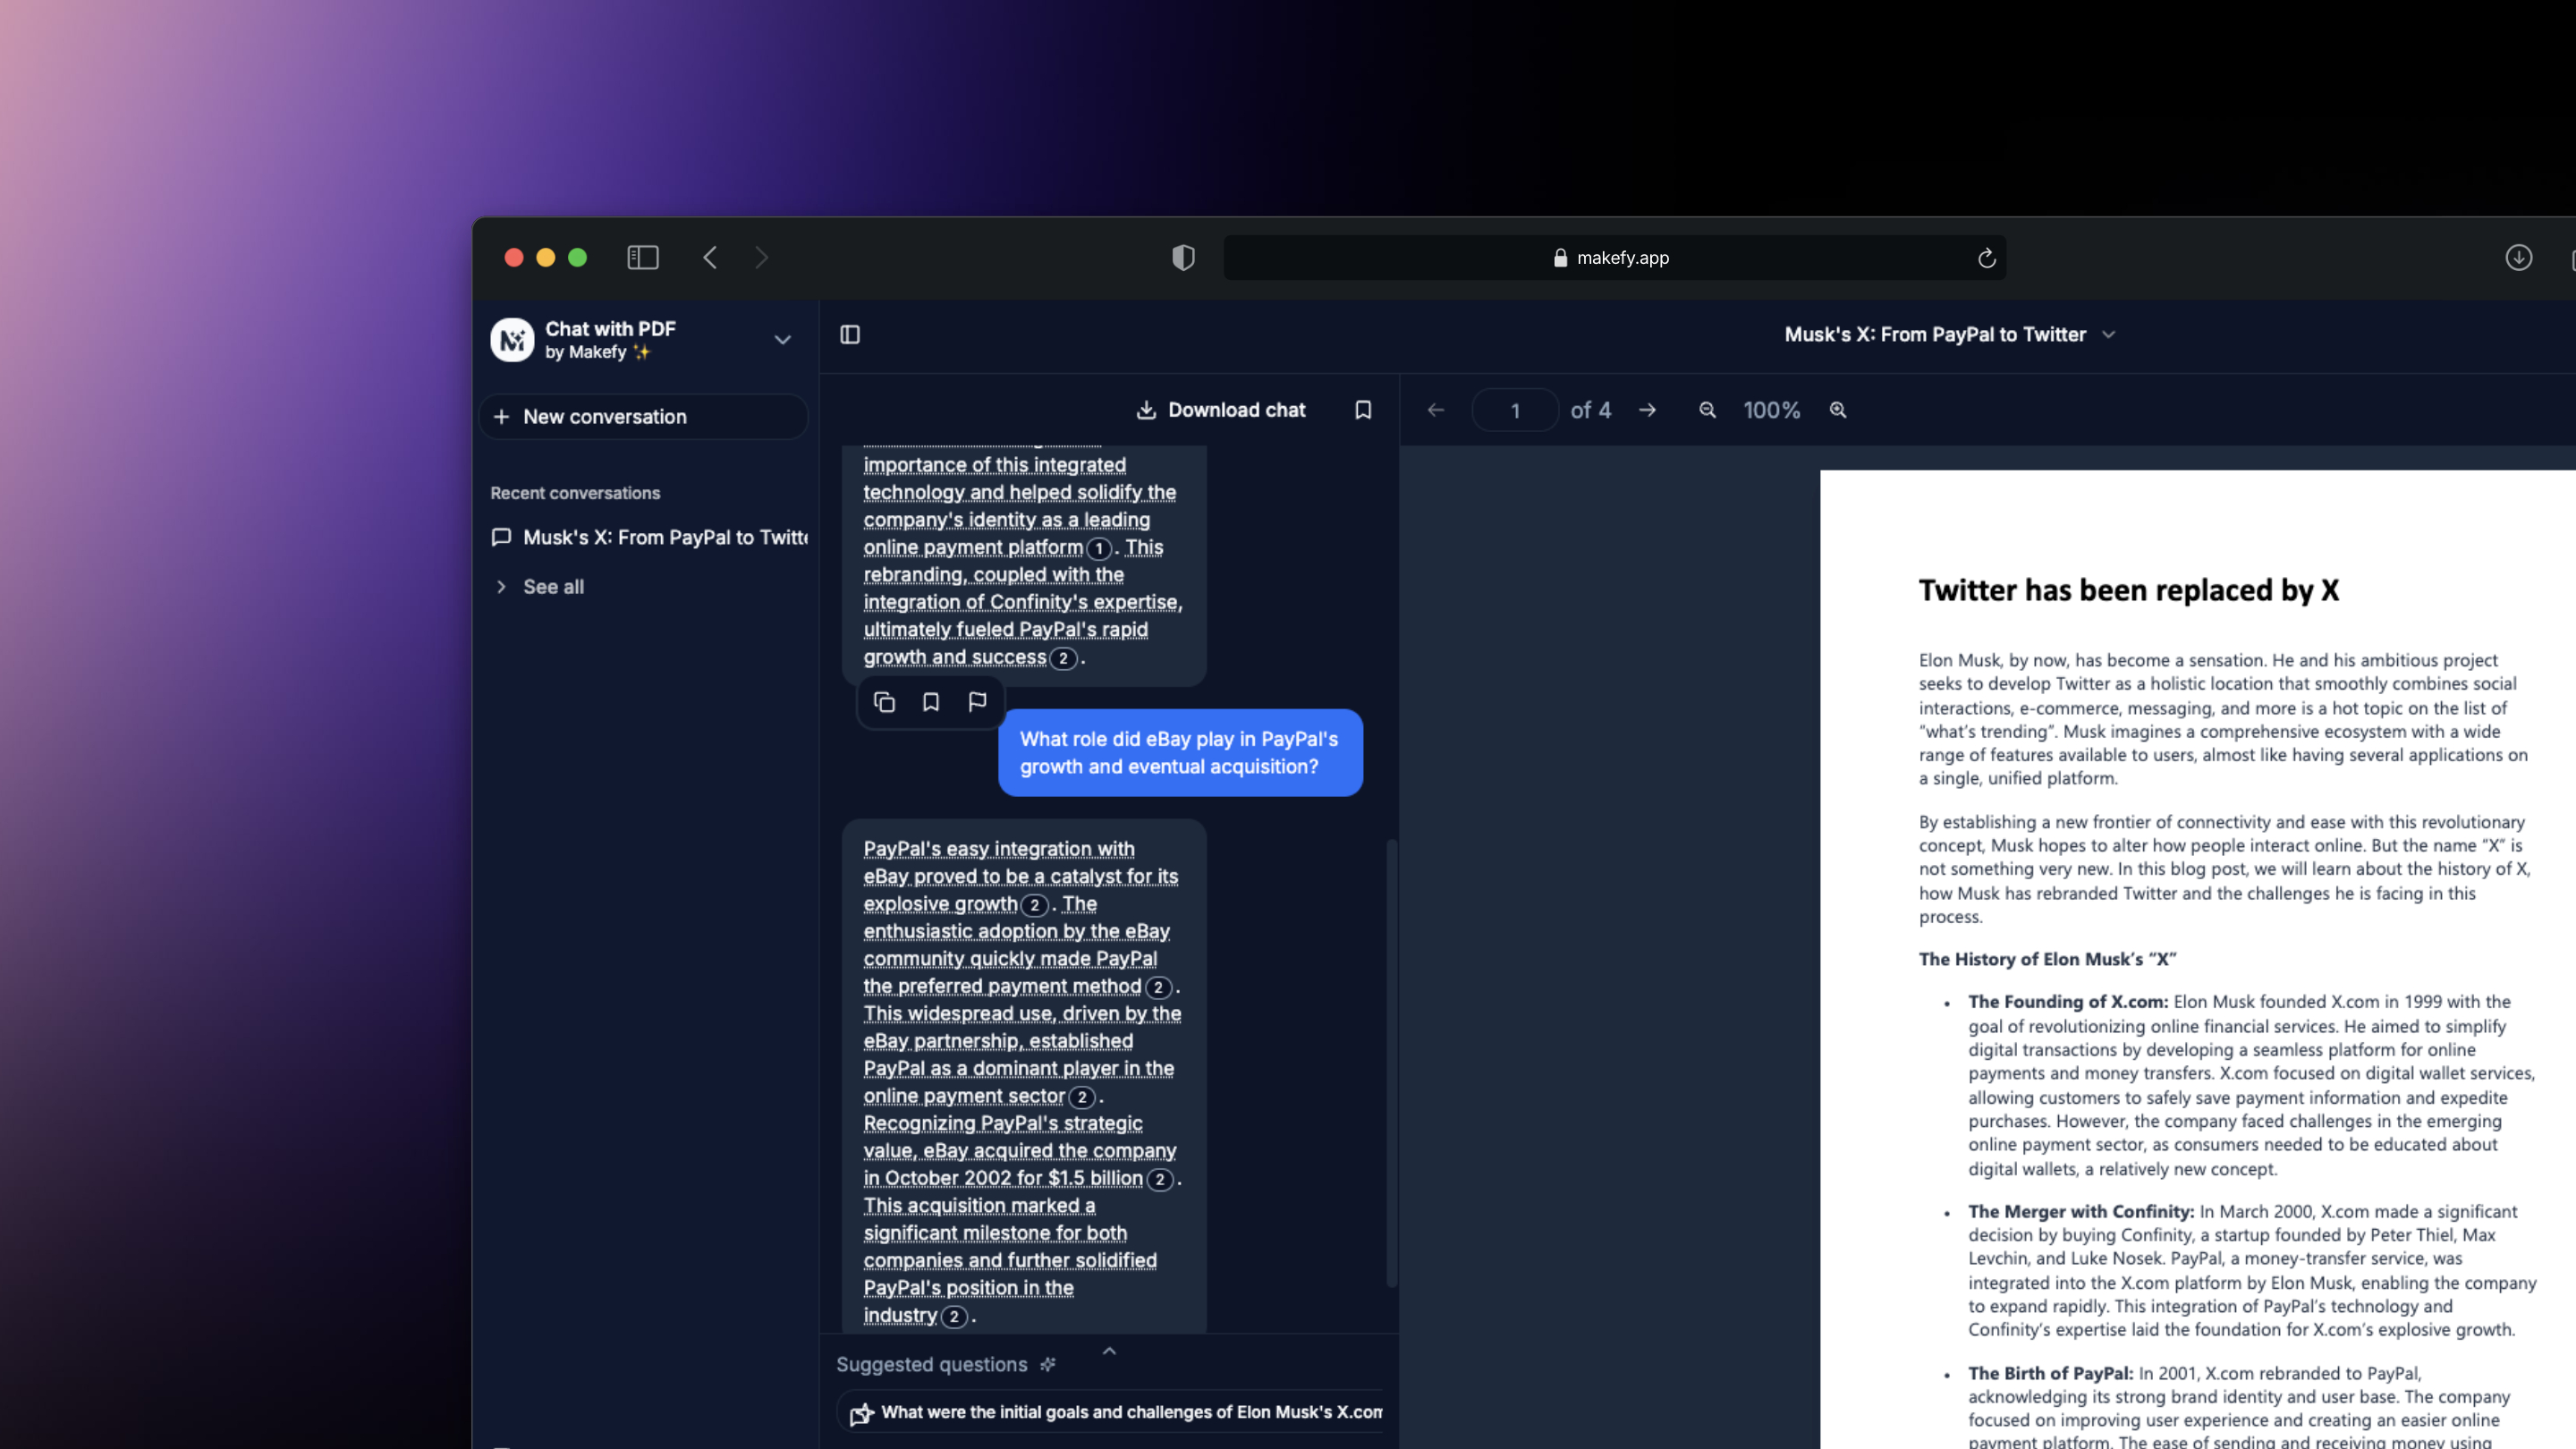 makefy.app
Chat with PDF
by Makefy
New conversation
Recent conversations
Musk's X: From PayPal to Twitte
See all
Musk's X: From PayPal to Twitter
Download chat
1 of 4
100%
importance of this integrated
technology and helped solidify the
company's identity as a leading
online payment platform 1 . This
rebranding, coupled with the
integration of Confinity's expertise,
ultimately fueled PayPal's rapid
growth and success 2 .
What role did eBay play in PayPal's
growth and eventual acquisition?
PayPal's easy integration with
eBay proved to be a catalyst for its
explosive growth 2 . The
enthusiastic adoption by the eBay
community quickly made PayPal
the preferred payment method 2 .
This widespread use, driven by the
eBay partnership, established
PayPal as a dominant player in the
online payment sector 2 .
Recognizing PayPal's strategic
value, eBay acquired the company
in October 2002 for $1.5 billion 2 .
This acquisition marked a
significant milestone for both
companies and further solidified
PayPal's position in the
industry 2 .
Suggested questions
What were the initial goals and challenges of Elon Musk's X.com
Twitter has been replaced by X
Elon Musk, by now, has become a sensation. He and his ambitious project
seeks to develop Twitter as a holistic location that smoothly combines social
interactions, e-commerce, messaging, and more is a hot topic on the list of
“what’s trending”. Musk imagines a comprehensive ecosystem with a wide
range of features available to users, almost like having several applications on
a single, unified platform.
By establishing a new frontier of connectivity and ease with this revolutionary
concept, Musk hopes to alter how people interact online. But the name “X” is
not something very new. In this blog post, we will learn about the history of X,
how Musk has rebranded Twitter and the challenges he is facing in this
process.
The History of Elon Musk’s “X”
• The Founding of X.com: Elon Musk founded X.com in 1999 with the
goal of revolutionizing online financial services. He aimed to simplify
digital transactions by developing a seamless platform for online
payments and money transfers. X.com focused on digital wallet services,
allowing customers to safely save payment information and expedite
purchases. However, the company faced challenges in the emerging
online payment sector, as consumers needed to be educated about
digital wallets, a relatively new concept.
• The Merger with Confinity: In March 2000, X.com made a significant
decision by buying Confinity, a startup founded by Peter Thiel, Max
Levchin, and Luke Nosek. PayPal, a money-transfer service, was
integrated into the X.com platform by Elon Musk, enabling the company
to expand rapidly. This integration of PayPal’s technology and
Confinity’s expertise laid the foundation for X.com’s explosive growth.
• The Birth of PayPal: In 2001, X.com rebranded to PayPal,
acknowledging its strong brand identity and user base. The company
focused on improving user experience and creating an easier online
payment platform. The ease of sending and receiving money using